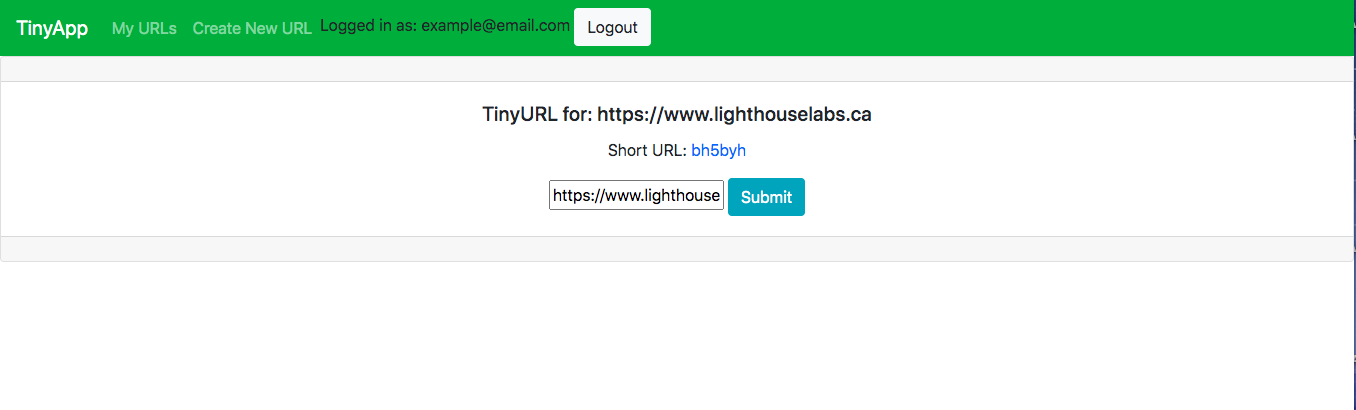 TinyApp My URLs Create New URL Logged in as: example@email.com Logout
TinyURL for: https://www.lighthouselabs.ca
Short URL: bh5byh
https://www.lighthouse Submit